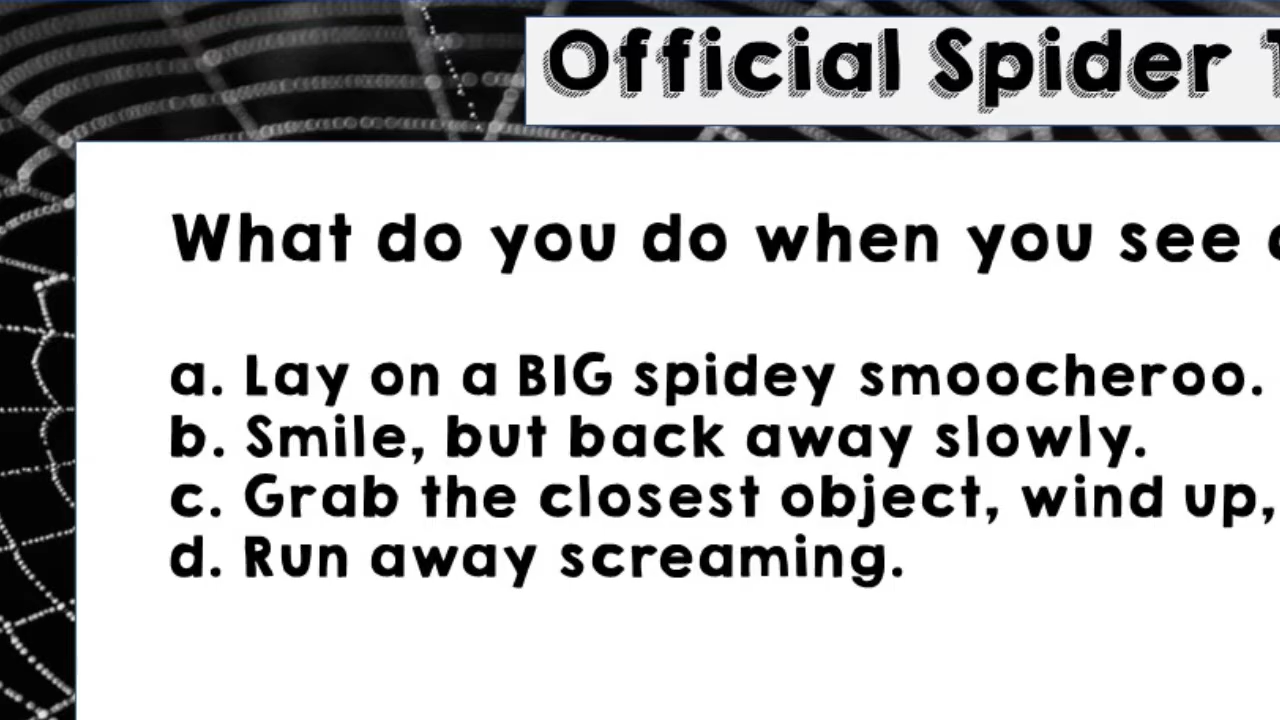 Official Spider
What do you do when you see
a. Lay on a BIG spidey smoocheroo.
b. Smile, but back away slowly.
c. Grab the closest object, wind up,
d. Run away screaming.